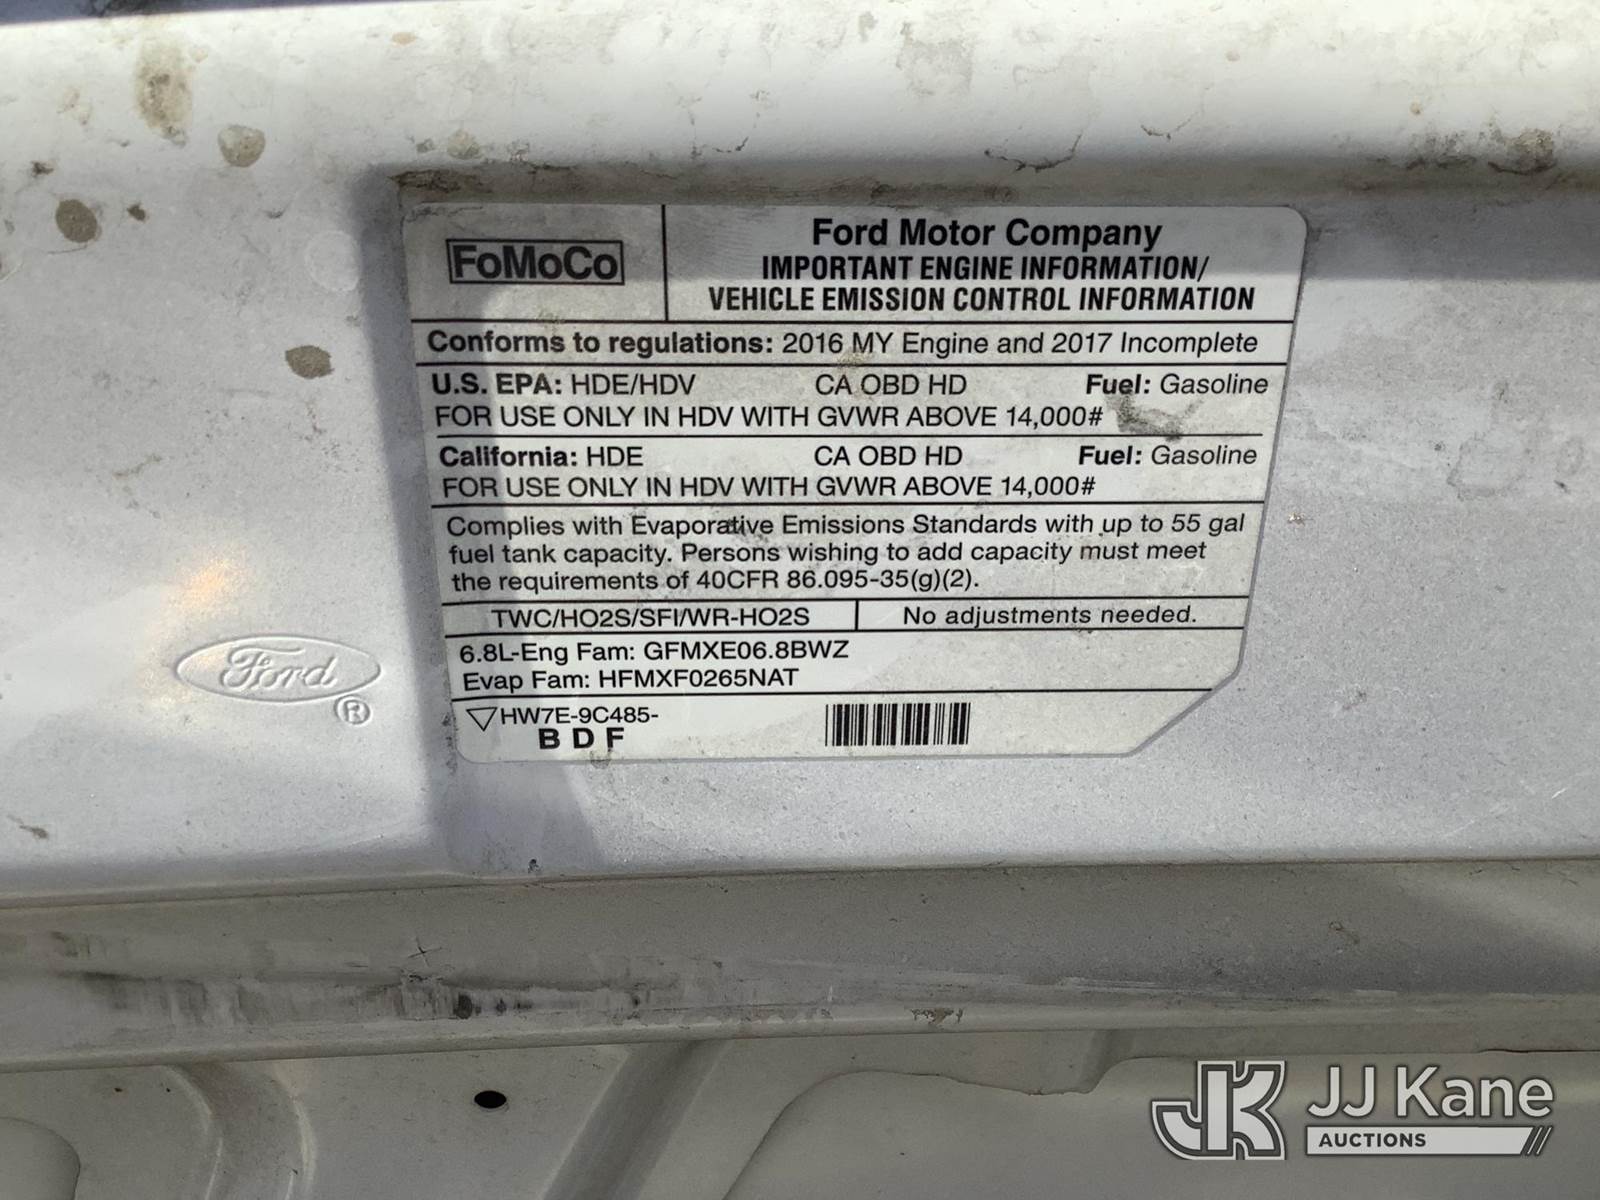 FoMoCo
Ford Motor Company
IMPORTANT ENGINE INFORMATION/
VEHICLE EMISSION CONTROL INFORMATION
Conforms to regulations: 2016 MY Engine and 2017 Incomplete
U.S. EPA: HDE/HDV CA OBD HD Fuel: Gasoline
FOR USE ONLY IN HDV WITH GVWR ABOVE 14,000#
California: HDE CA OBD HD Fuel: Gasoline
FOR USE ONLY IN HDV WITH GVWR ABOVE 14,000#
Complies with Evaporative Emissions Standards with up to 55 gal
fuel tank capacity. Persons wishing to add capacity must meet
the requirements of 40CFR 86.095-35(g)(2).
TWC/HO2S/SFI/WR-HO2S No adjustments needed.
6.8L-Eng Fam: GFMXE06.8BWZ
Evap Fam: HFMXF0265NAT
HW7E-9C485-
B D F
Ford
®
JK JJ Kane
AUCTIONS